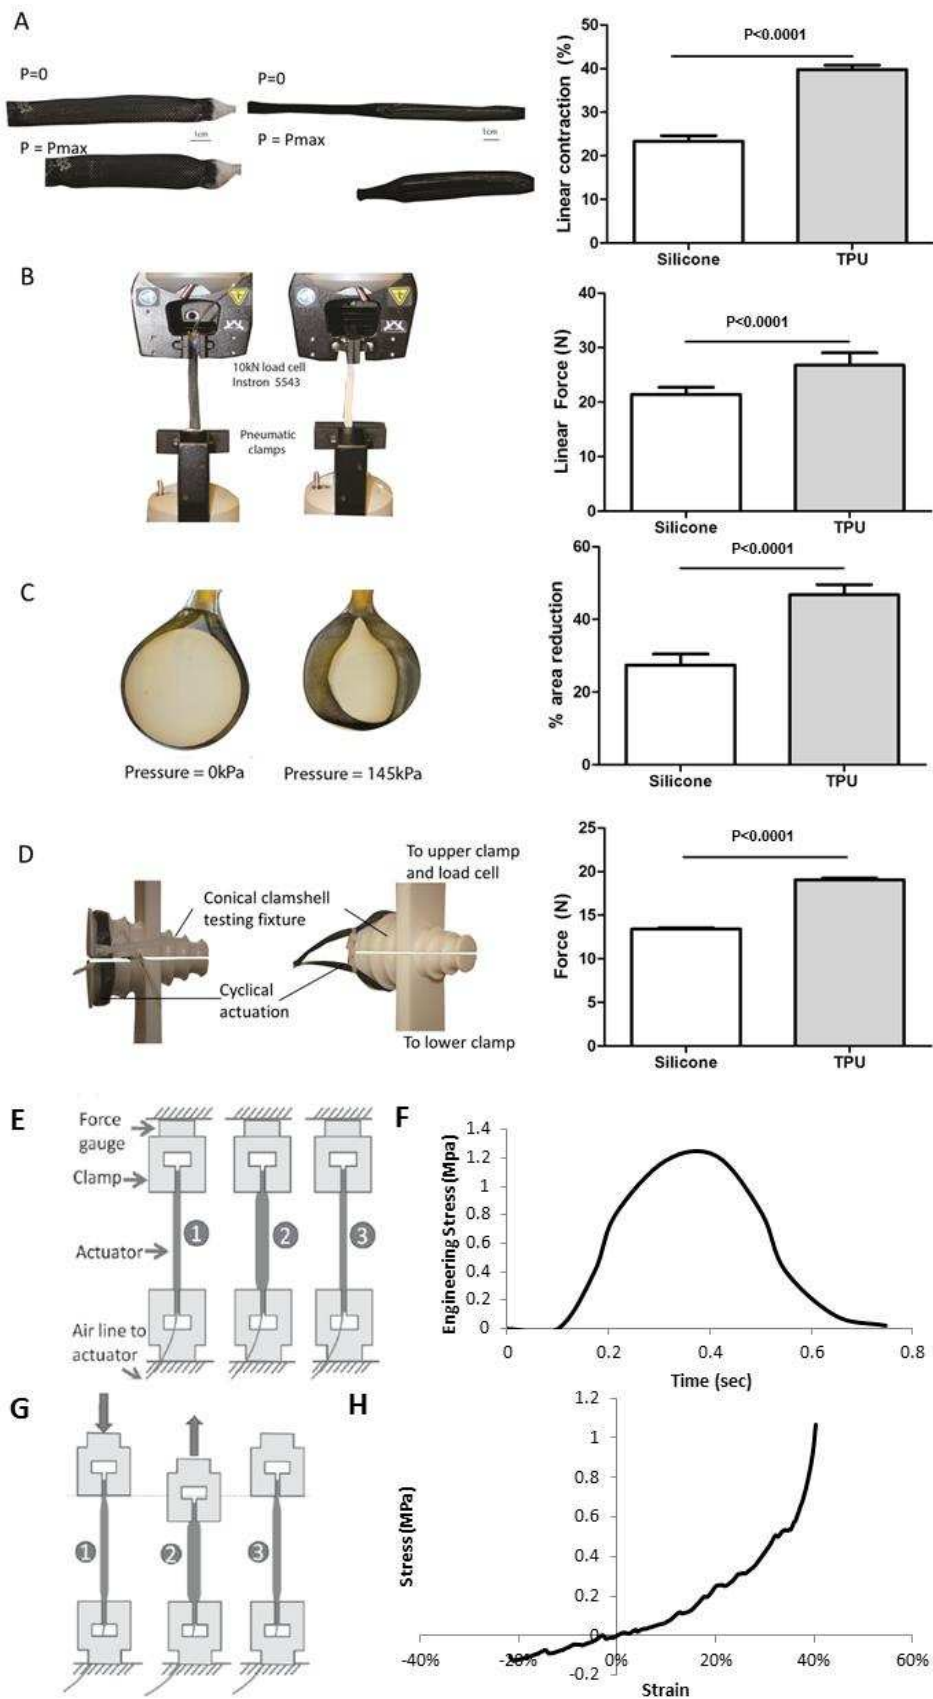 A
P=0
P=0
1cm
1cm
P = Pmax
P = Pmax
Linear contraction (%)
50
40
30
20
10
0
P<0.0001
Silicone
TPU
B
10kN load cell
Instron 5543
Pneumatic
clamps
Linear Force (N)
40
30
20
10
0
P<0.0001
Silicone
TPU
C
Pressure = 0kPa
Pressure = 145kPa
% area reduction
60
40
20
0
P<0.0001
Silicone
TPU
D
Conical clamshell
testing fixture
To upper clamp
and load cell
Cyclical
actuation
To lower clamp
Force (N)
25
20
15
10
5
0
P<0.0001
Silicone
TPU
E
Force
gauge
Clamp
Actuator
Air line to
actuator
1
2
3
F
Engineering Stress (Mpa)
1.4
1.2
1
0.8
0.6
0.4
0.2
0
0
0.2
0.4
0.6
0.8
Time (sec)
G
1
2
3
H
Stress (MPa)
1.2
1
0.8
0.6
0.4
0.2
0
-0.2
-40%
-20%
0%
20%
40%
60%
Strain